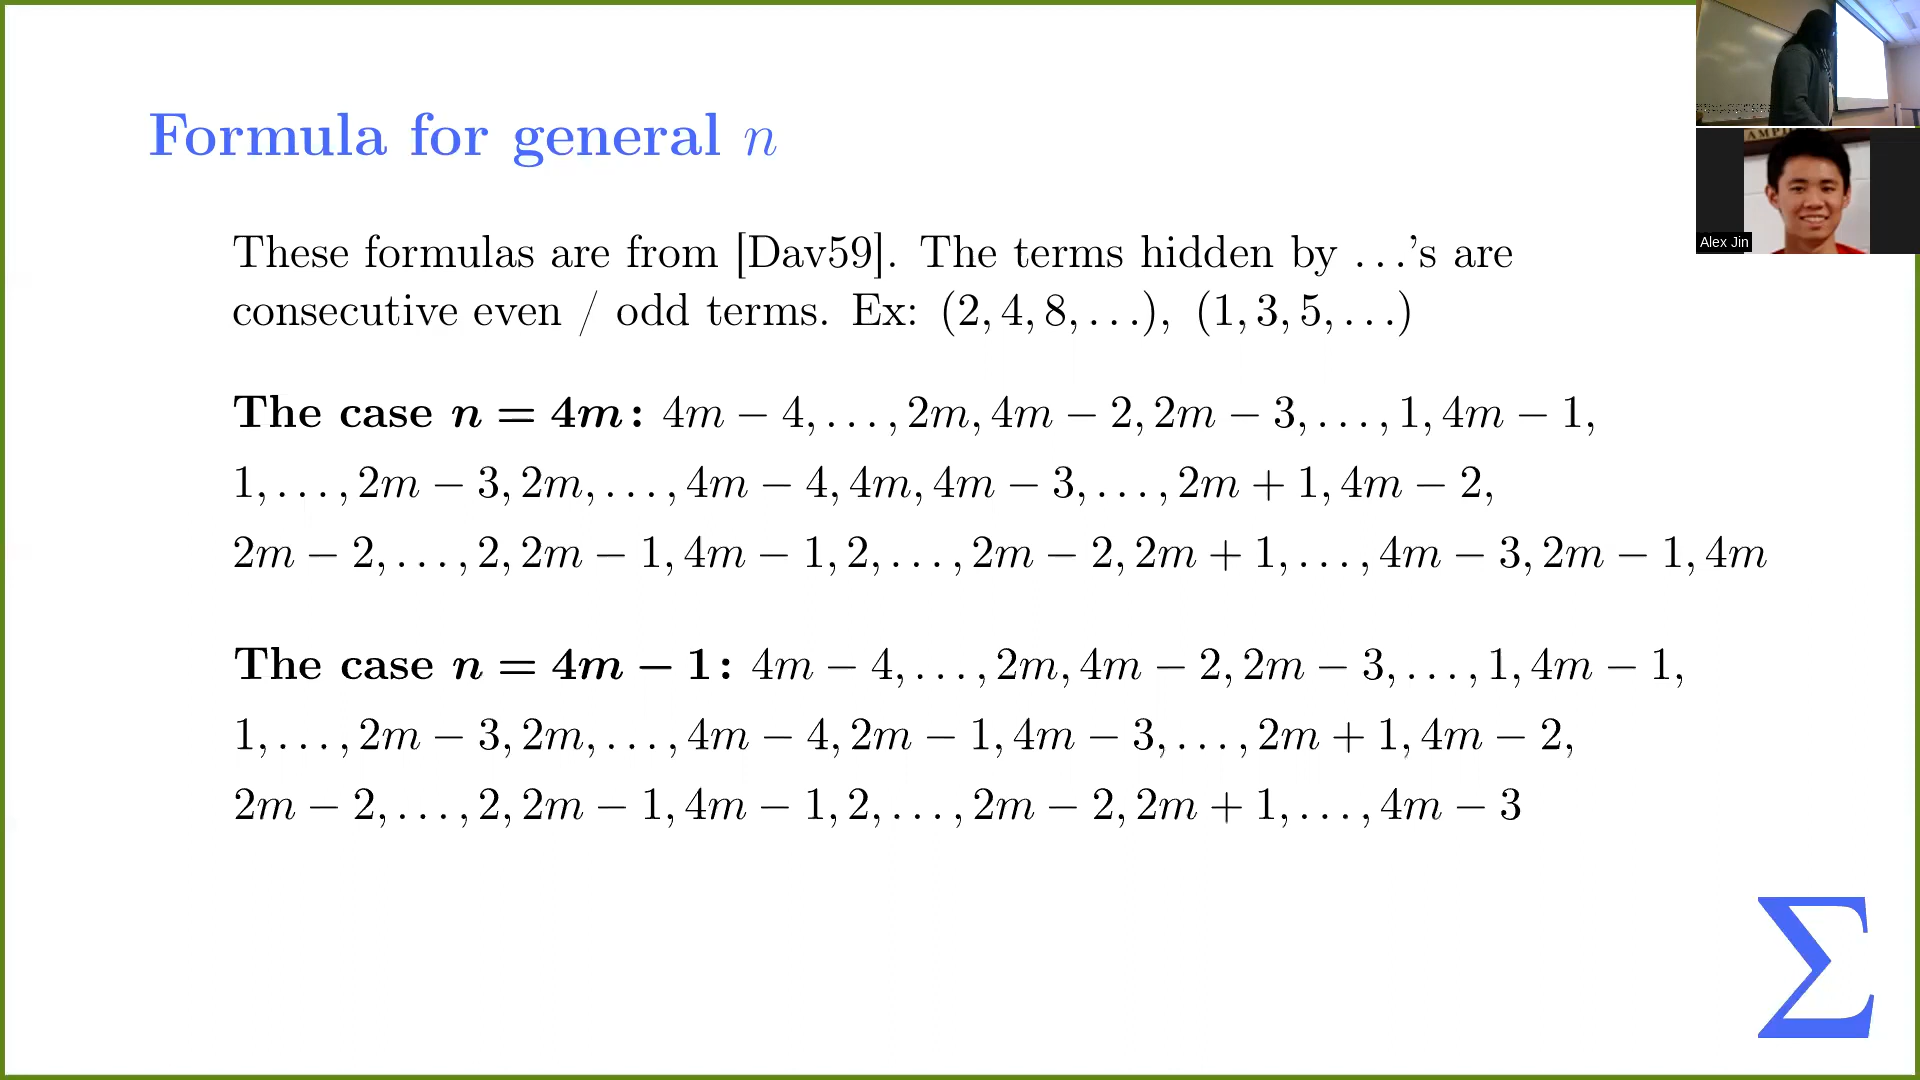 Formula for general n
These formulas are from [Dav59]. The terms hidden by ...'s are
consecutive even / odd terms. Ex: (2, 4, 8, ...), (1, 3, 5, ...)
The case n = 4m: 4m − 4, ..., 2m, 4m − 2, 2m − 3, ..., 1, 4m − 1,
1, ..., 2m − 3, 2m, ..., 4m − 4, 4m, 4m − 3, ..., 2m + 1, 4m − 2,
2m − 2, ..., 2, 2m − 1, 4m − 1, 2, ..., 2m − 2, 2m + 1, ..., 4m − 3, 2m − 1, 4m
The case n = 4m − 1: 4m − 4, ..., 2m, 4m − 2, 2m − 3, ..., 1, 4m − 1,
1, ..., 2m − 3, 2m, ..., 4m − 4, 2m − 1, 4m − 3, ..., 2m + 1, 4m − 2,
2m − 2, ..., 2, 2m − 1, 4m − 1, 2, ..., 2m − 2, 2m + 1, ..., 4m − 3
Σ
Alex Jin